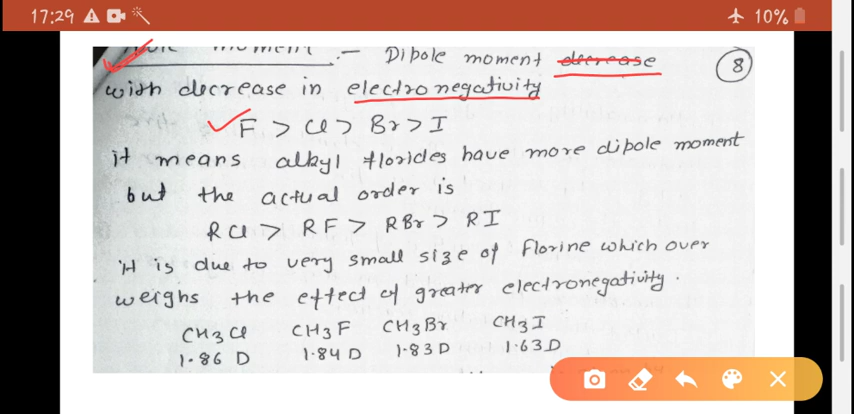 17:29 10%
moment :- Dipole moment decrease
8
with decrease in electronegativity
F > Cl > Br > I
it means alkyl florides have more dipole moment
but the actual order is
RCl > RF > RBr > RI
it is due to very small size of florine which over
weighs the effect of greater electronegativity.
CH3Cl CH3F CH3Br CH3I
1.86 D 1.84 D 1.83 D 1.63 D